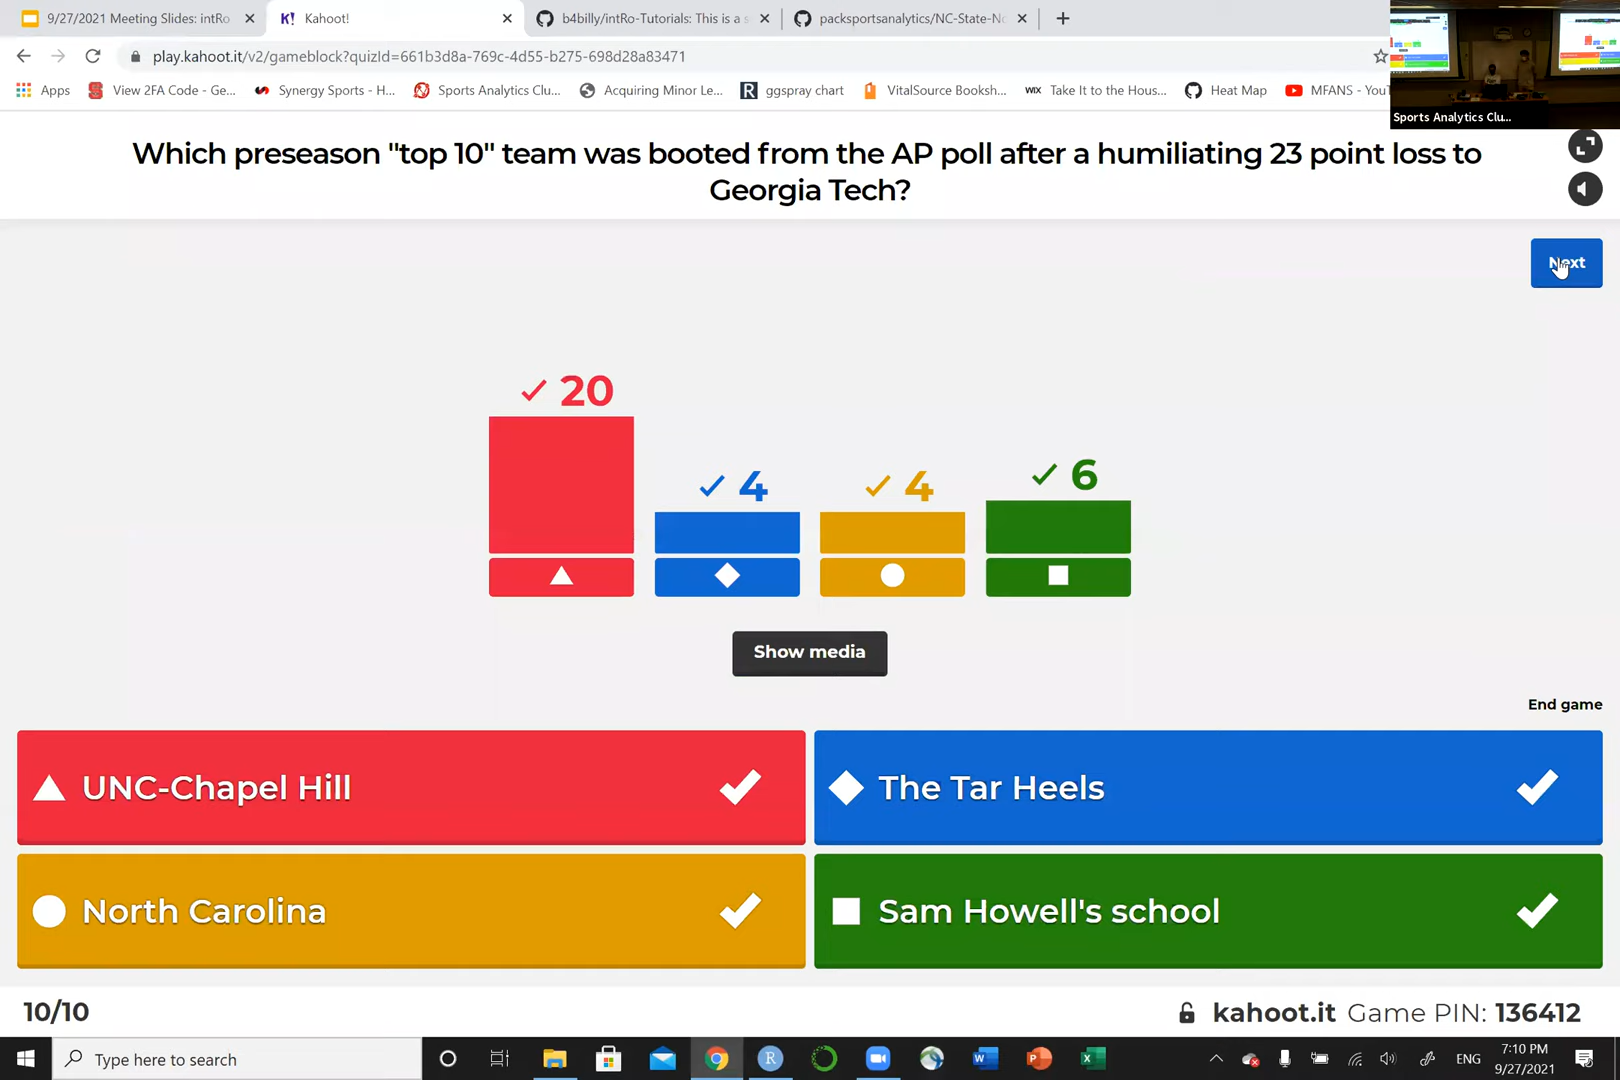 9/27/2021 Meeting Slides: intRo
Kahoot!
b4billy/intRo-Tutorials: This is a s
packsportsanalytics/NC-State-Nc
play.kahoot.it/v2/gameblock?quizId=661b3d8a-769c-4d55-b275-698d28a83471
Apps
View 2FA Code - Ge...
Synergy Sports - H...
Sports Analytics Clu...
Acquiring Minor Le...
ggspray chart
VitalSource Booksh...
WIX
Take It to the Hous...
Heat Map
MFANS - YouT
Sports Analytics Clu...
Which preseason "top 10" team was booted from the AP poll after a humiliating 23 point loss to
Georgia Tech?
Next
20
4
4
6
Show media
End game
UNC-Chapel Hill
The Tar Heels
North Carolina
Sam Howell's school
10/10
kahoot.it Game PIN: 136412
Type here to search
ENG
7:10 PM
9/27/2021